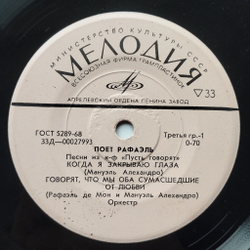 МИНИСТЕРСТВО КУЛЬТУРЫ СССР
МЕЛОДИЯ
ВСЕСОЮЗНАЯ ФИРМА ГРАМПЛАСТИНОК
АПРЕЛЕВСКИЙ ОРДЕНА ЛЕНИНА ЗАВОД
33
ГОСТ 5289-68
33Д—00027993
Третья гр.-1
0-70
ПОЕТ РАФАЭЛЬ
Песни из к-ф «Пусть говорят»
КОГДА Я ЗАКРЫВАЮ ГЛАЗА
(Мануэль Алехандро)
ГОВОРЯТ, ЧТО МЫ ОБА СУМАСШЕДШИЕ
ОТ ЛЮБВИ
(Рафаэль де Мон и Мануэль Алехандро)
Оркестр